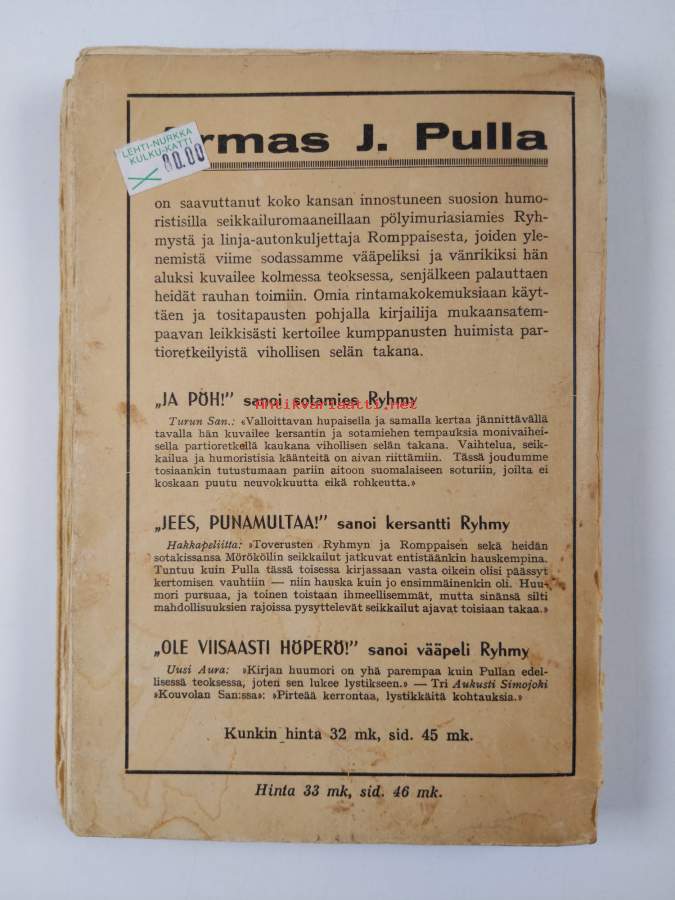 Armas J. Pulla
LEHTI-NURKKA
KULKU-KATTI
80.00
on saavuttanut koko kansan innostuneen suosion humo-
ristisilla seikkailuromaaneillaan pölyimuriasiamies Ryh-
mystä ja linja-autonkuljettaja Romppaisesta, joiden yle-
nemistä viime sodassamme vääpeliksi ja vänrikiksi hän
aluksi kuvailee kolmessa teoksessa, senjälkeen palauttaen
heidät rauhan toimiin. Omia rintamakokemuksiaan käyt-
täen ja tositapausten pohjalla kirjailija mukaansatem-
paavan leikkisästi kertoilee kumppanusten huimista par-
tioretkeilyistä vihollisen selän takana.
„JA PÖH!” sanoi sotamies Ryhmy
Antikvariaatti.net
Turun San.: «Valloittavan hupaisella ja samalla kertaa jännittävällä
tavalla hän kuvailee kersantin ja sotamiehen tempauksia monivaihei-
sella partioretkellä kaukana vihollisen selän takana. Vaihtelua, seik-
kailua ja humoristisia käänteitä on aivan riittämiin. Tässä joudumme
tosiaankin tutustumaan pariin aitoon suomalaiseen soturiin, joilta ei
koskaan puutu neuvokkuutta eikä rohkeutta.»
„JEES, PUNAMULTAA!” sanoi kersantti Ryhmy
Hakkapeliitta: »Toverusten Ryhmyn ja Romppaisen sekä heidän
sotakissansa Mörököllin seikkailut jatkuvat entistäänkin hauskempina.
Tuntuu kuin Pulla tässä toisessa kirjassaan vasta oikein olisi päässyt
kertomisen vauhtiin — niin hauska kuin jo ensimmäinenkin oli. Huu-
mori pursuaa, ja toinen toistaan ihmeellisemmät, mutta sinänsä silti
mahdollisuuksien rajoissa pysyttelevät seikkailut ajavat toisiaan takaa.»
„OLE VIISAASTI HÖPERÖ!” sanoi vääpeli Ryhmy
Uusi Aura: »Kirjan huumori on yhä parempaa kuin Pullan edel-
lisessä teoksessa, joten sen lukee lystikseen.» — Tri Aukusti Simojoki
»Kouvolan San:ssa»: »Pirteää kerrontaa, lystikkäitä kohtauksia.»
Kunkin hinta 32 mk, sid. 45 mk.
Hinta 33 mk, sid. 46 mk.